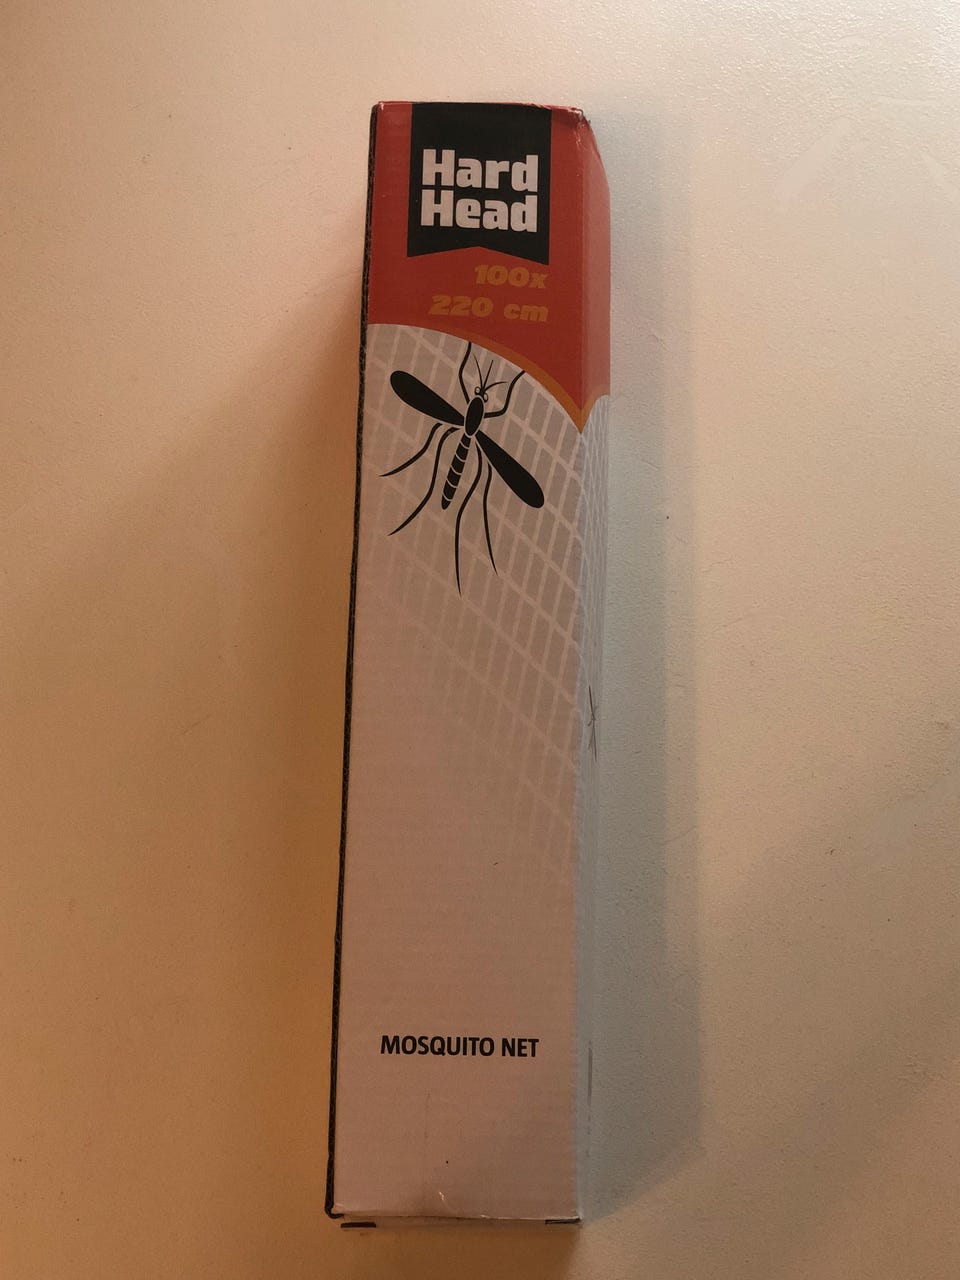 Hard
Head
100x
220 cm
MOSQUITO NET